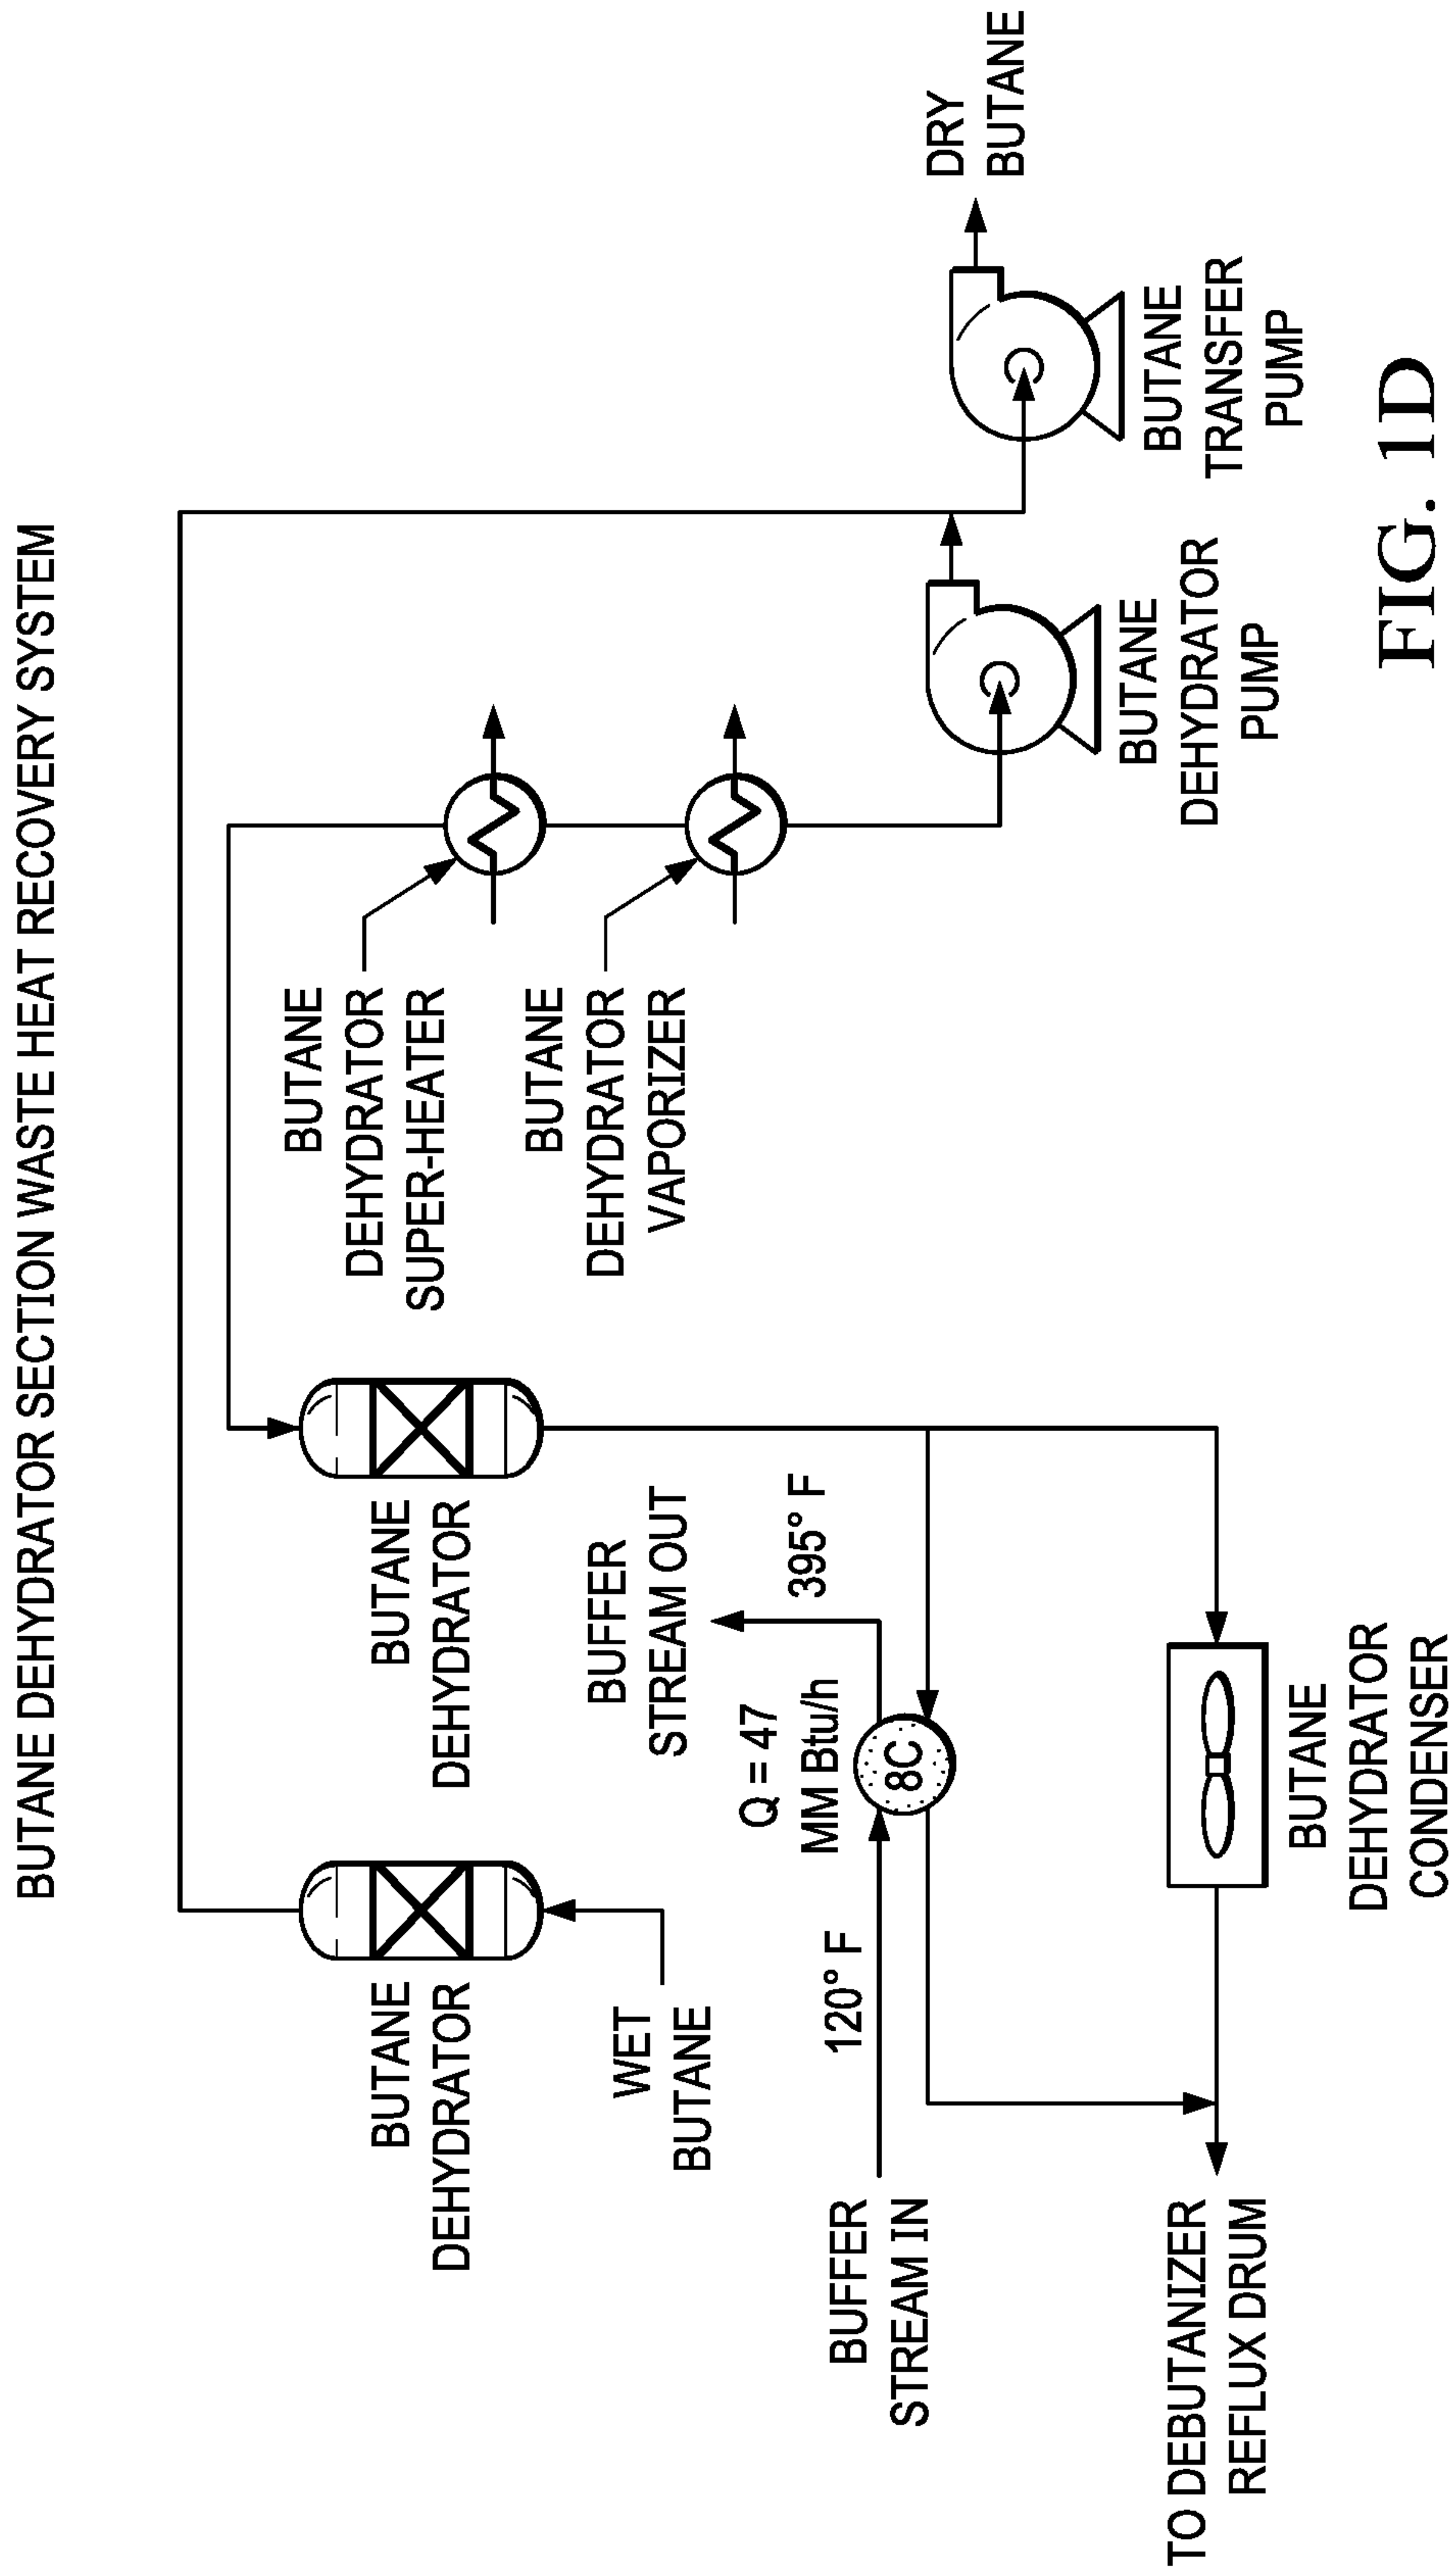 BUTANE DEHYDRATOR SECTION WASTE HEAT RECOVERY SYSTEM
BUTANE
DEHYDRATOR
WET
BUTANE
BUTANE
DEHYDRATOR
BUTANE
DEHYDRATOR
SUPER-HEATER
BUTANE
DEHYDRATOR
VAPORIZER
BUFFER
STREAM OUT
Q = 47
MM Btu/h
395° F
120° F
8C
BUFFER
STREAM IN
TO DEBUTANIZER
REFLUX DRUM
BUTANE
DEHYDRATOR
CONDENSER
BUTANE
DEHYDRATOR
PUMP
BUTANE
TRANSFER
PUMP
DRY
BUTANE
FIG. 1D